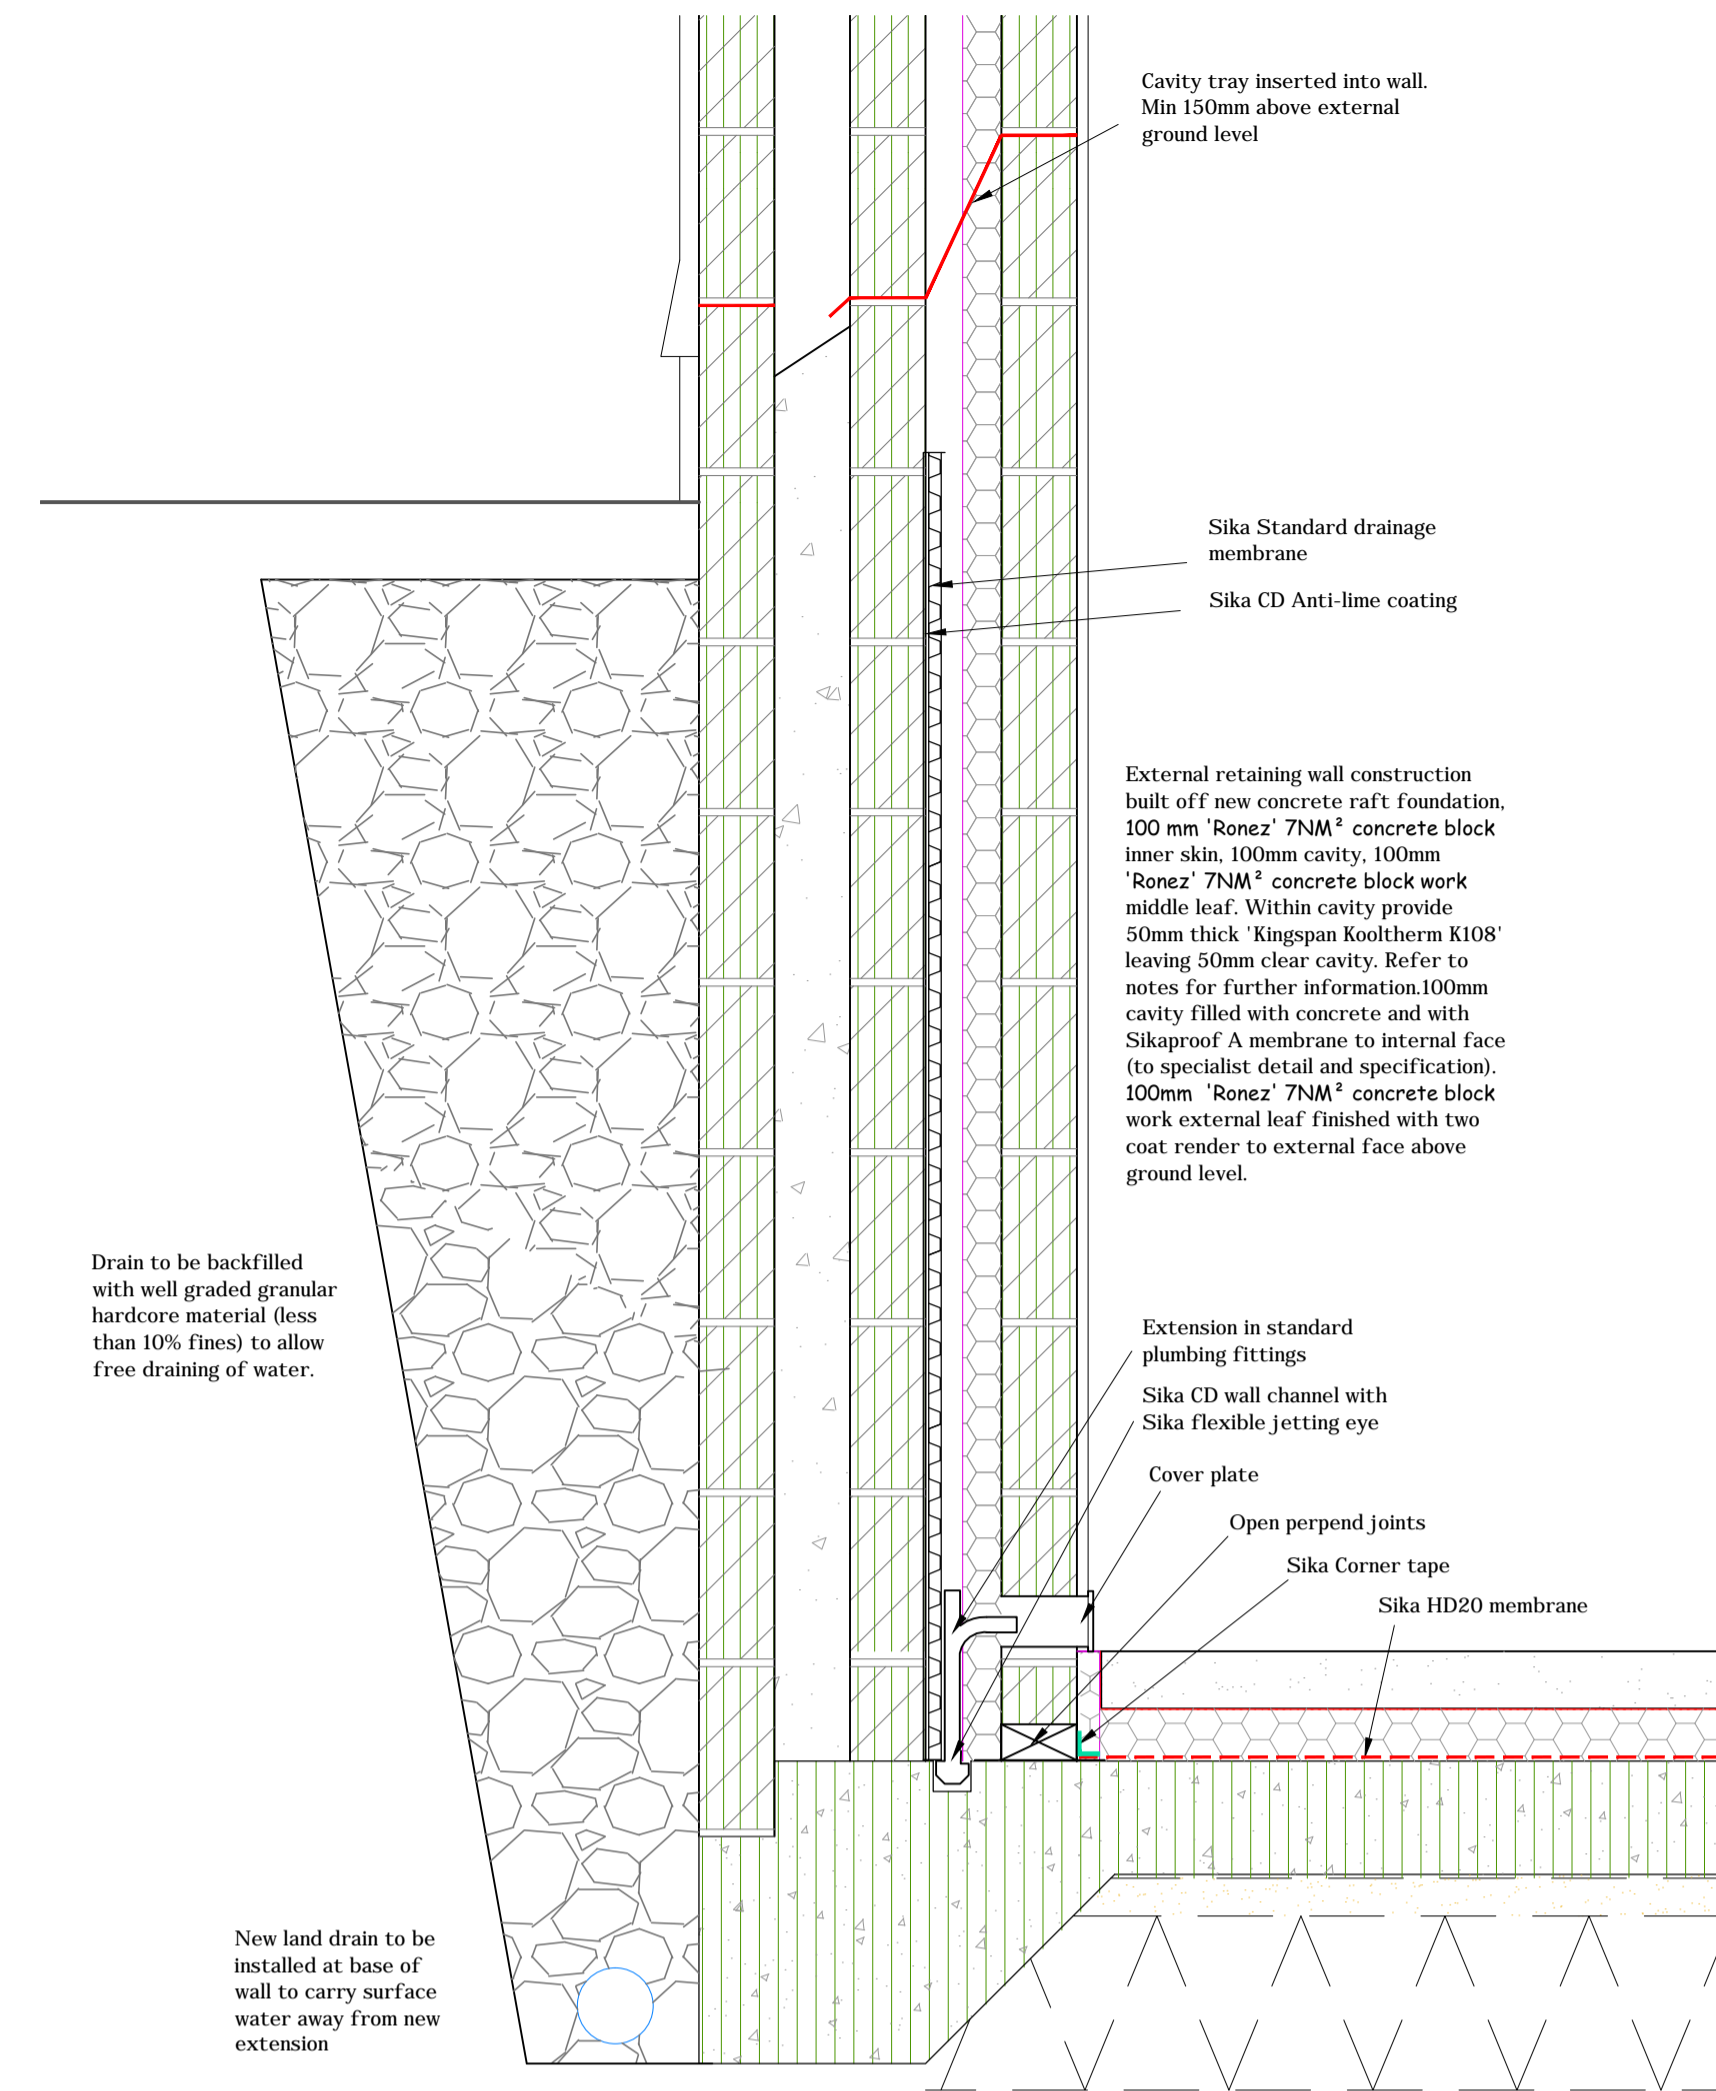 Cavity tray inserted into wall.
Min 150mm above external
ground level
Sika Standard drainage
membrane
Sika CD Anti-lime coating
External retaining wall construction
built off new concrete raft foundation,
100 mm 'Ronez' 7NM² concrete block
inner skin, 100mm cavity, 100mm
'Ronez' 7NM² concrete block work
middle leaf. Within cavity provide
50mm thick 'Kingspan Kooltherm K108'
leaving 50mm clear cavity. Refer to
notes for further information.100mm
cavity filled with concrete and with
Sikaproof A membrane to internal face
(to specialist detail and specification).
100mm 'Ronez' 7NM² concrete block
work external leaf finished with two
coat render to external face above
ground level.
Drain to be backfilled
with well graded granular
hardcore material (less
than 10% fines) to allow
free draining of water.
Extension in standard
plumbing fittings
Sika CD wall channel with
Sika flexible jetting eye
Cover plate
Open perpend joints
Sika Corner tape
Sika HD20 membrane
New land drain to be
installed at base of
wall to carry surface
water away from new
extension